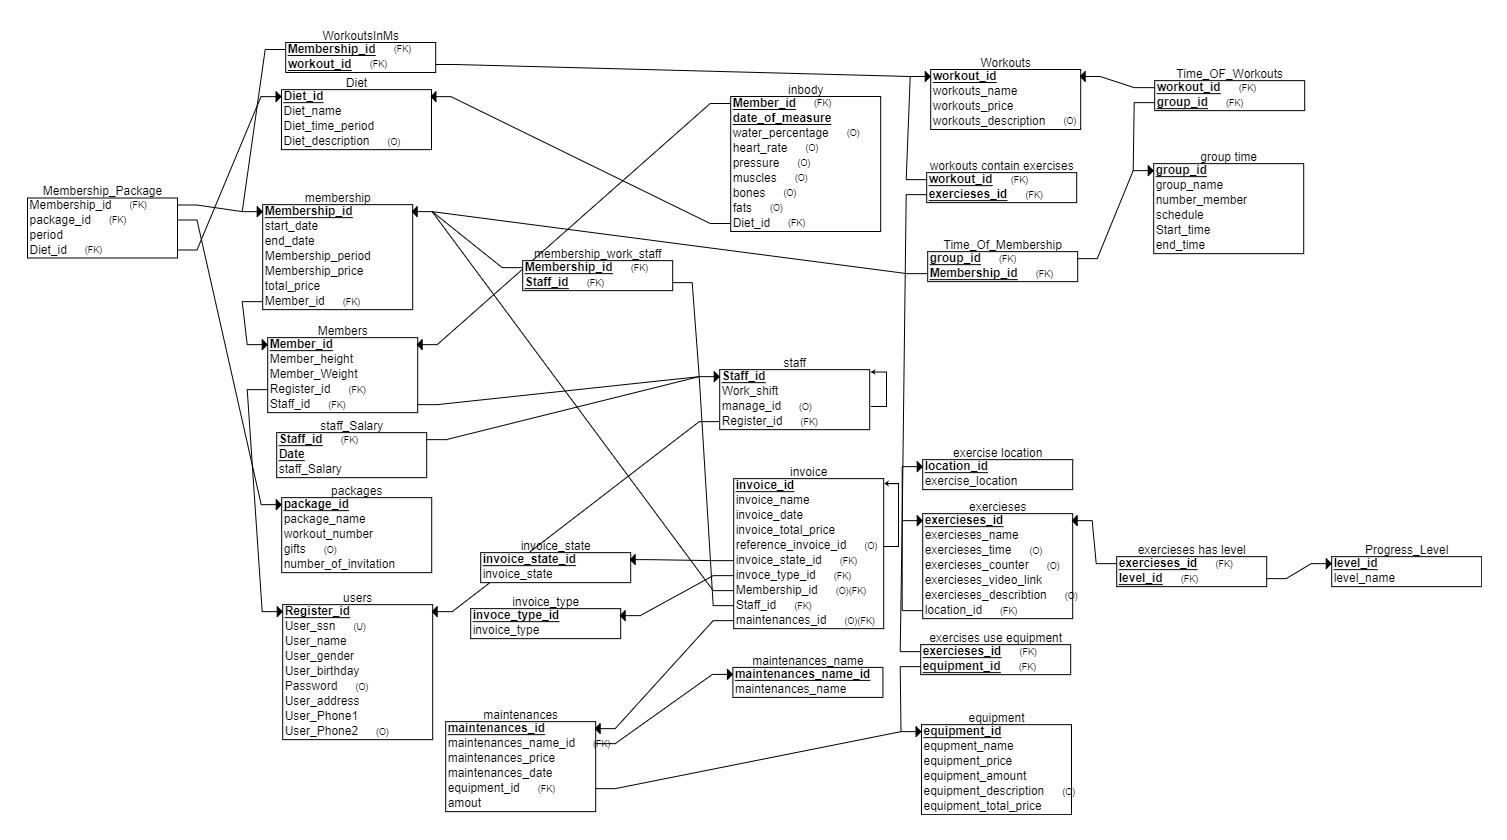 WorkoutsInMs
Membership_id (FK)
workout_id (FK)
Diet
Diet_id
Diet_name
Diet_time_period
Diet_description (O)
Membership_Package
Membership_id (FK)
package_id (FK)
period
Diet_id (FK)
membership
Membership_id
start_date
end_date
Membership_period
Membership_price
total_price
Member_id (FK)
Members
Member_id
Member_height
Member_Weight
Register_id (FK)
Staff_id (FK)
staff_Salary
Staff_id (FK)
Date
staff_Salary
packages
package_id
package_name
workout_number
gifts (O)
number_of_invitation
users
Register_id
User_ssn (U)
User_name
User_gender
User_birthday
Password (O)
User_address
User_Phone1
User_Phone2 (O)
inbody
Member_id (FK)
date_of_measure
water_percentage (O)
heart_rate (O)
pressure (O)
muscles (O)
bones (O)
fats (O)
Diet_id (FK)
membership_work_staff
Membership_id (FK)
Staff_id (FK)
staff
Staff_id
Work_shift
manage_id (O)
Register_id (FK)
invoice
invoice_id
invoice_name
invoice_date
invoice_total_price
reference_invoice_id (O)
invoice_state_id (FK)
invoce_type_id (FK)
Membership_id (O)(FK)
Staff_id (FK)
maintenances_id (O)(FK)
invoice_state
invoice_state_id
invoice_state
invoice_type
invoce_type_id
invoce_type
maintenances_name
maintenances_name_id
maintenances_name
maintenances
maintenances_id
maintenances_name_id (FK)
maintenances_price
maintenances_date
equipment_id (FK)
amout
Workouts
workout_id
workouts_name
workouts_price
workouts_description (O)
Time_OF_Workouts
workout_id (FK)
group_id (FK)
workouts contain exercises
workout_id (FK)
exercieses_id (FK)
group time
group_id
group_name
number_member
schedule
Start_time
end_time
Time_Of_Membership
group_id (FK)
Membership_id (FK)
exercise location
location_id
exercise_location
exercieses
exercieses_id
exercieses_name
exercieses_time (O)
exercieses_counter (O)
exercieses_video_link
exercieses_describtion (O)
location_id (FK)
exercieses has level
exercieses_id (FK)
level_id (FK)
Progress_Level
level_id
level_name
exercises use equipment
exercieses_id (FK)
equipment_id (FK)
equipment
equipment_id
equpment_name
equipment_price
equipment_amount
equipment_description (O)
equipment_total_price